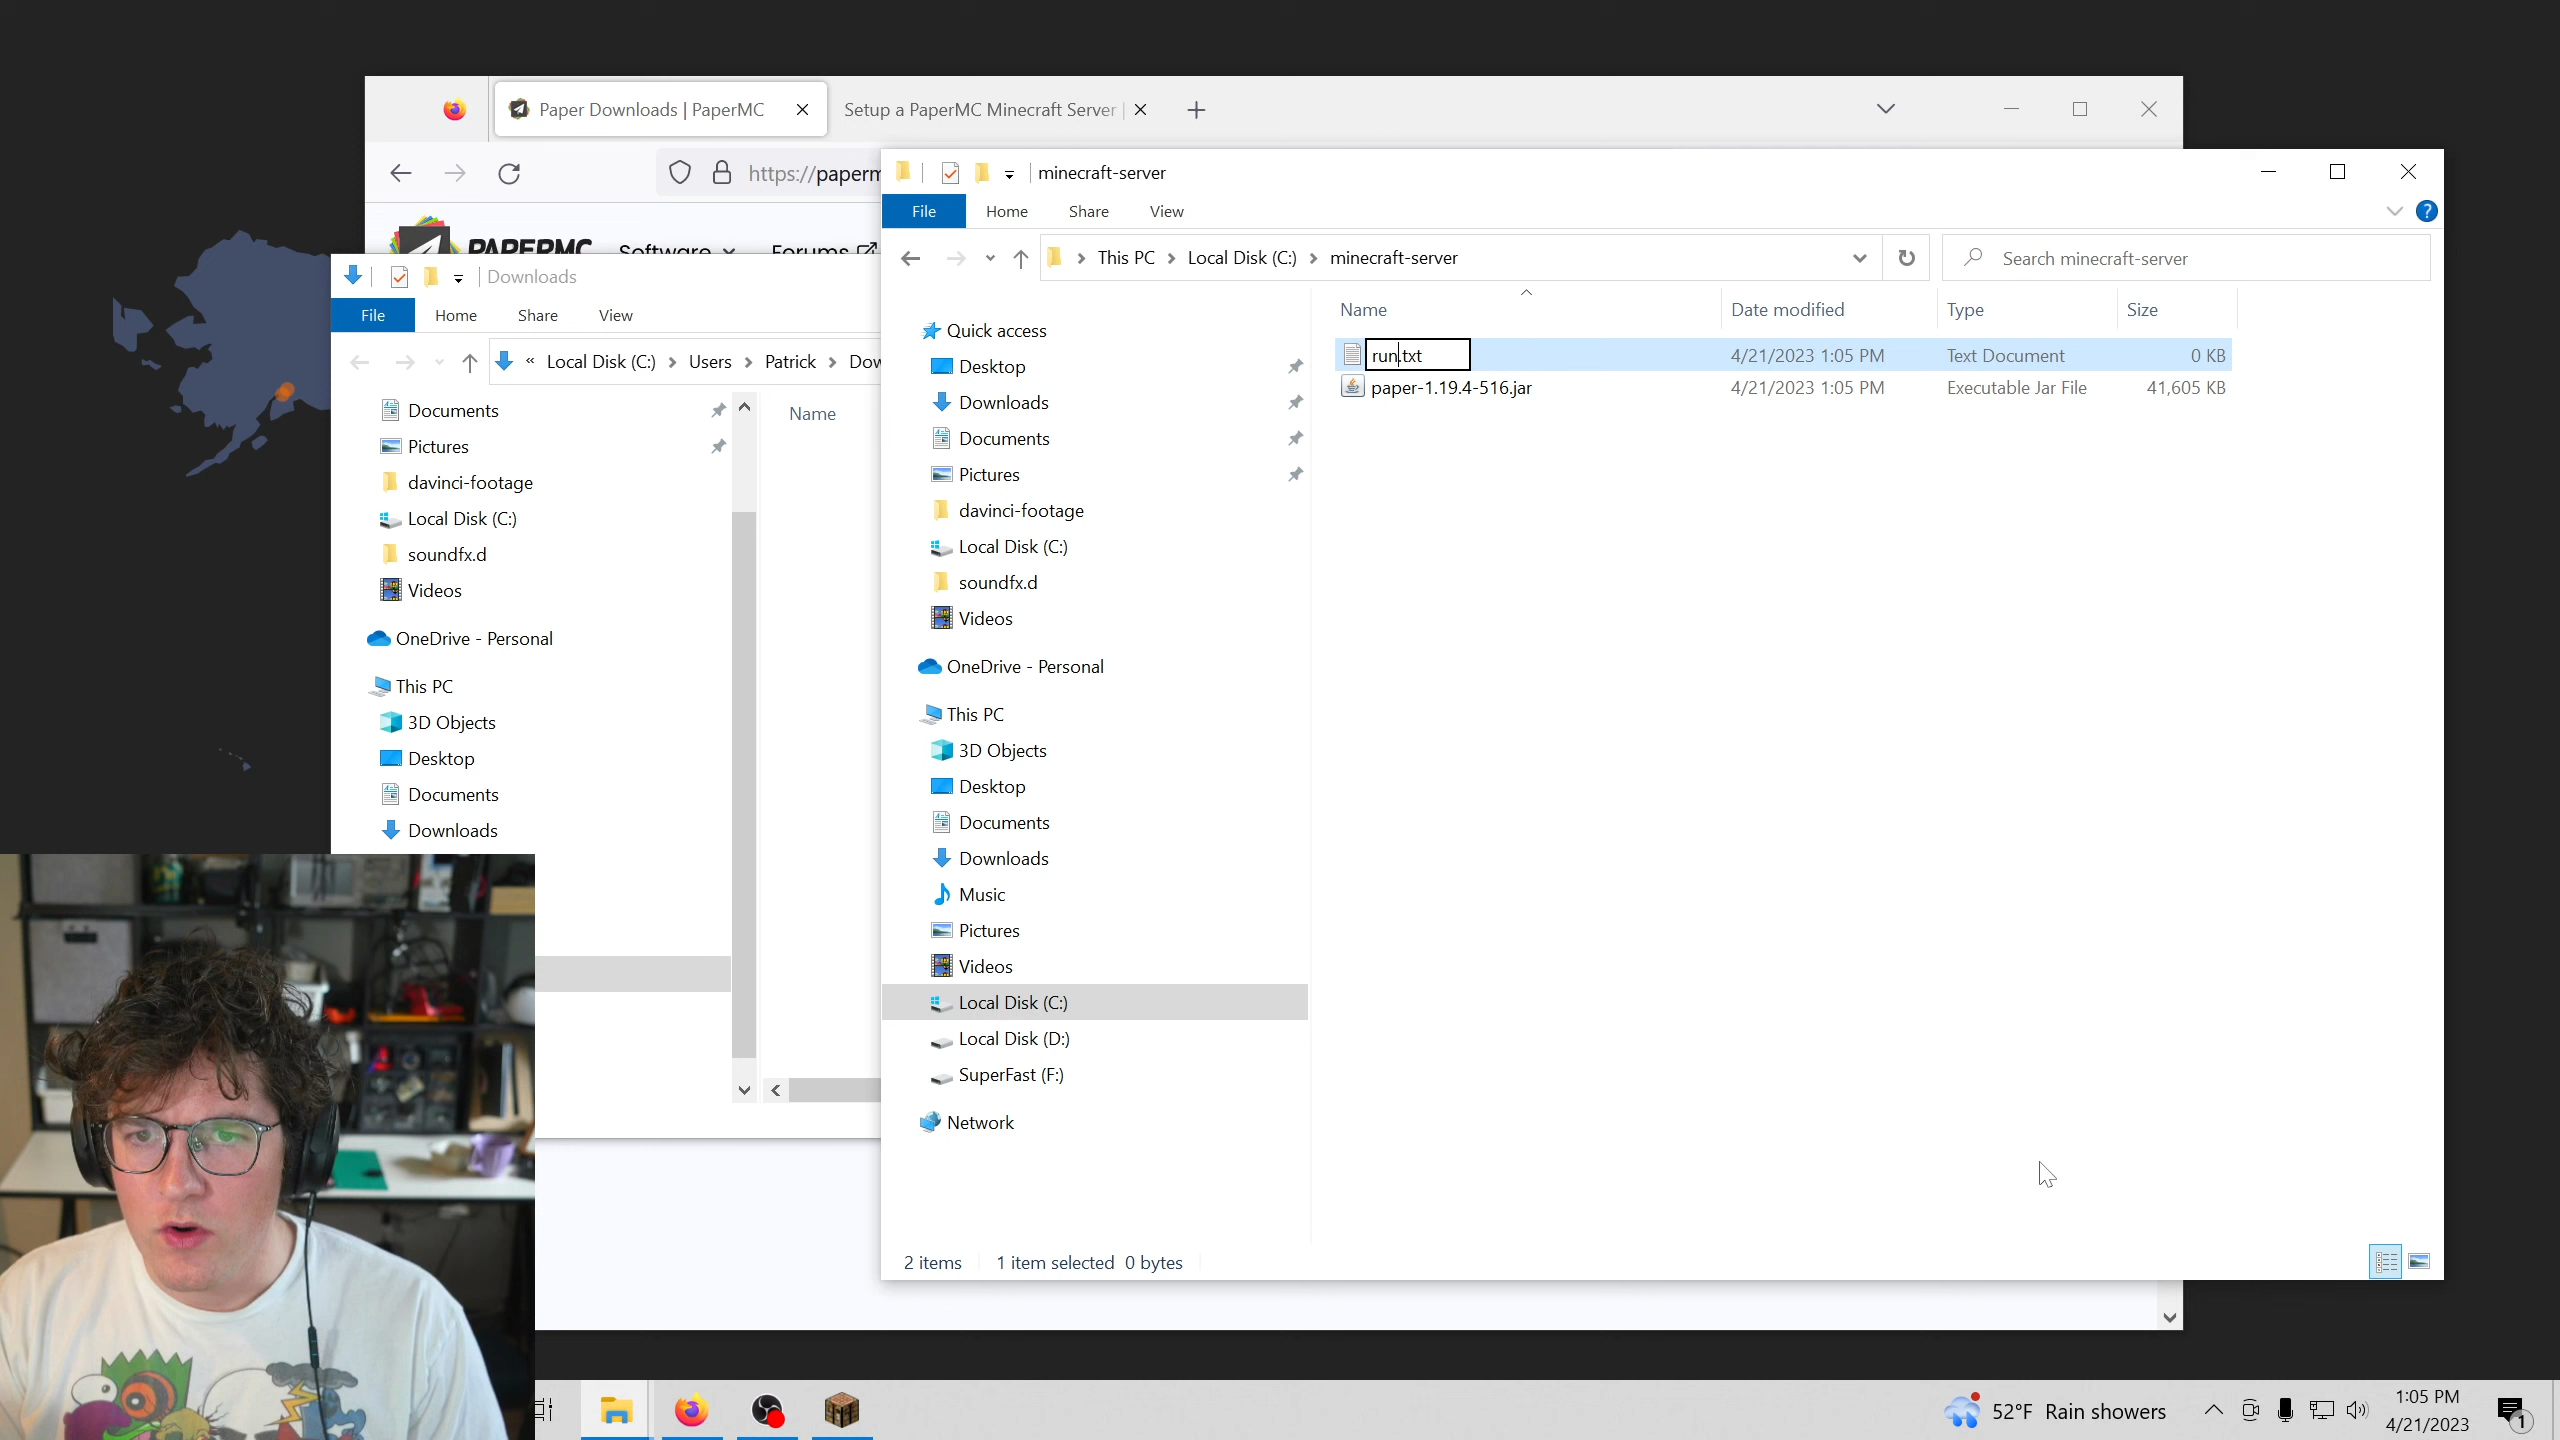 Paper Downloads | PaperMC
Setup a PaperMC Minecraft Server |
https://paperm
PAPERMC
Software
Forums
Downloads
File
Home
Share
View
« Local Disk (C:) > Users > Patrick > Dow
Name
Documents
Pictures
davinci-footage
Local Disk (C:)
soundfx.d
Videos
OneDrive - Personal
This PC
3D Objects
Desktop
Documents
Downloads
minecraft-server
File
Home
Share
View
This PC > Local Disk (C:) > minecraft-server
Search minecraft-server
Quick access
Desktop
Downloads
Documents
Pictures
davinci-footage
Local Disk (C:)
soundfx.d
Videos
OneDrive - Personal
This PC
3D Objects
Desktop
Documents
Downloads
Music
Pictures
Videos
Local Disk (C:)
Local Disk (D:)
SuperFast (F:)
Network
Name Date modified Type Size
run.txt 4/21/2023 1:05 PM Text Document 0 KB
paper-1.19.4-516.jar 4/21/2023 1:05 PM Executable Jar File 41,605 KB
2 items 1 item selected 0 bytes
52°F Rain showers
1:05 PM
4/21/2023
1